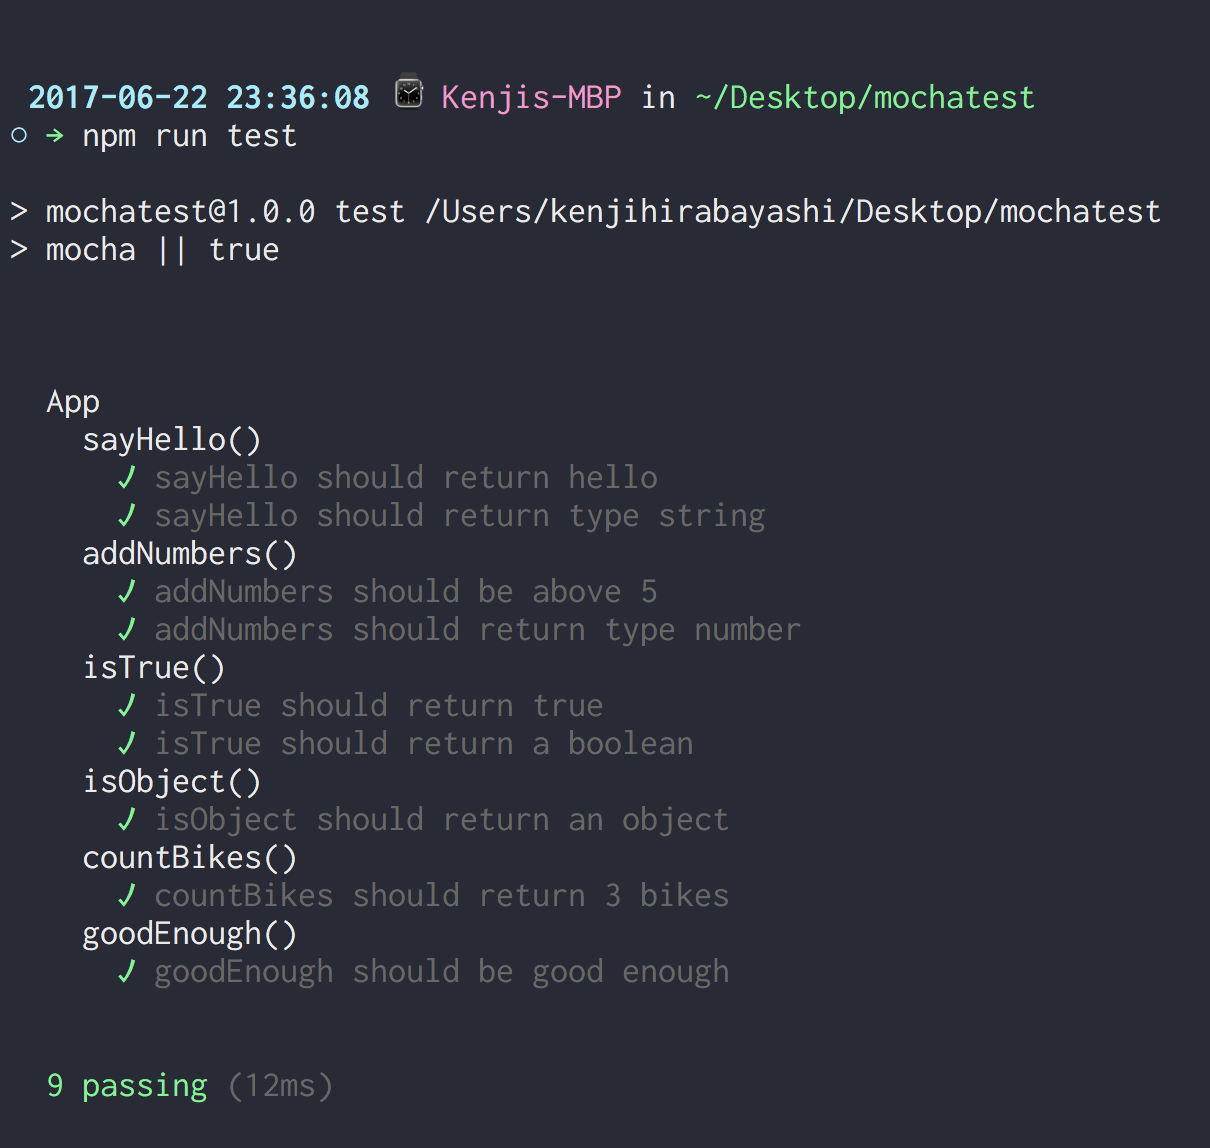 2017-06-22 23:36:08 ⌚ Kenjis-MBP in ~/Desktop/mochatest
○ → npm run test
> mochatest@1.0.0 test /Users/kenjihirabayashi/Desktop/mochatest
> mocha || true
App
sayHello()
✓ sayHello should return hello
✓ sayHello should return type string
addNumbers()
✓ addNumbers should be above 5
✓ addNumbers should return type number
isTrue()
✓ isTrue should return true
✓ isTrue should return a boolean
isObject()
✓ isObject should return an object
countBikes()
✓ countBikes should return 3 bikes
goodEnough()
✓ goodEnough should be good enough
9 passing (12ms)